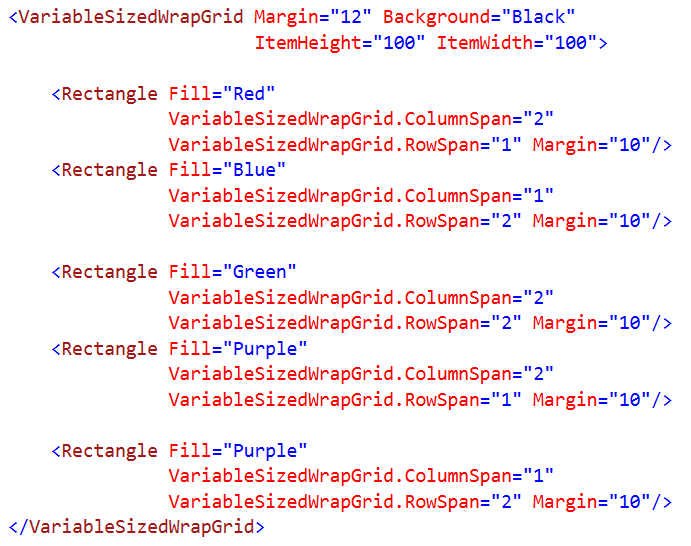 <VariableSizedWrapGrid Margin="12" Background="Black"
ItemHeight="100" ItemWidth="100">
<Rectangle Fill="Red"
VariableSizedWrapGrid.ColumnSpan="2"
VariableSizedWrapGrid.RowSpan="1" Margin="10"/>
<Rectangle Fill="Blue"
VariableSizedWrapGrid.ColumnSpan="1"
VariableSizedWrapGrid.RowSpan="2" Margin="10"/>
<Rectangle Fill="Green"
VariableSizedWrapGrid.ColumnSpan="2"
VariableSizedWrapGrid.RowSpan="2" Margin="10"/>
<Rectangle Fill="Purple"
VariableSizedWrapGrid.ColumnSpan="2"
VariableSizedWrapGrid.RowSpan="1" Margin="10"/>
<Rectangle Fill="Purple"
VariableSizedWrapGrid.ColumnSpan="1"
VariableSizedWrapGrid.RowSpan="2" Margin="10"/>
</VariableSizedWrapGrid>